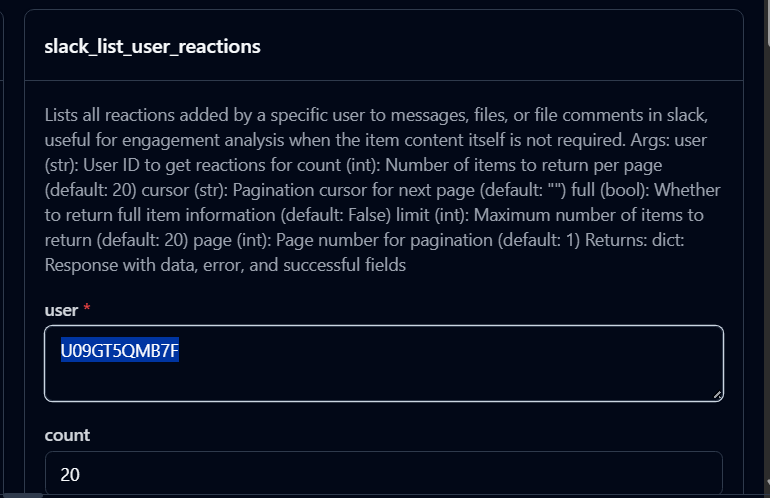 slack_list_user_reactions
Lists all reactions added by a specific user to messages, files, or file comments in slack,
useful for engagement analysis when the item content itself is not required. Args: user
(str): User ID to get reactions for count (int): Number of items to return per page
(default: 20) cursor (str): Pagination cursor for next page (default: "") full (bool): Whether
to return full item information (default: False) limit (int): Maximum number of items to
return (default: 20) page (int): Page number for pagination (default: 1) Returns: dict:
Response with data, error, and successful fields
user *
U09GT5QMB7F
count
20